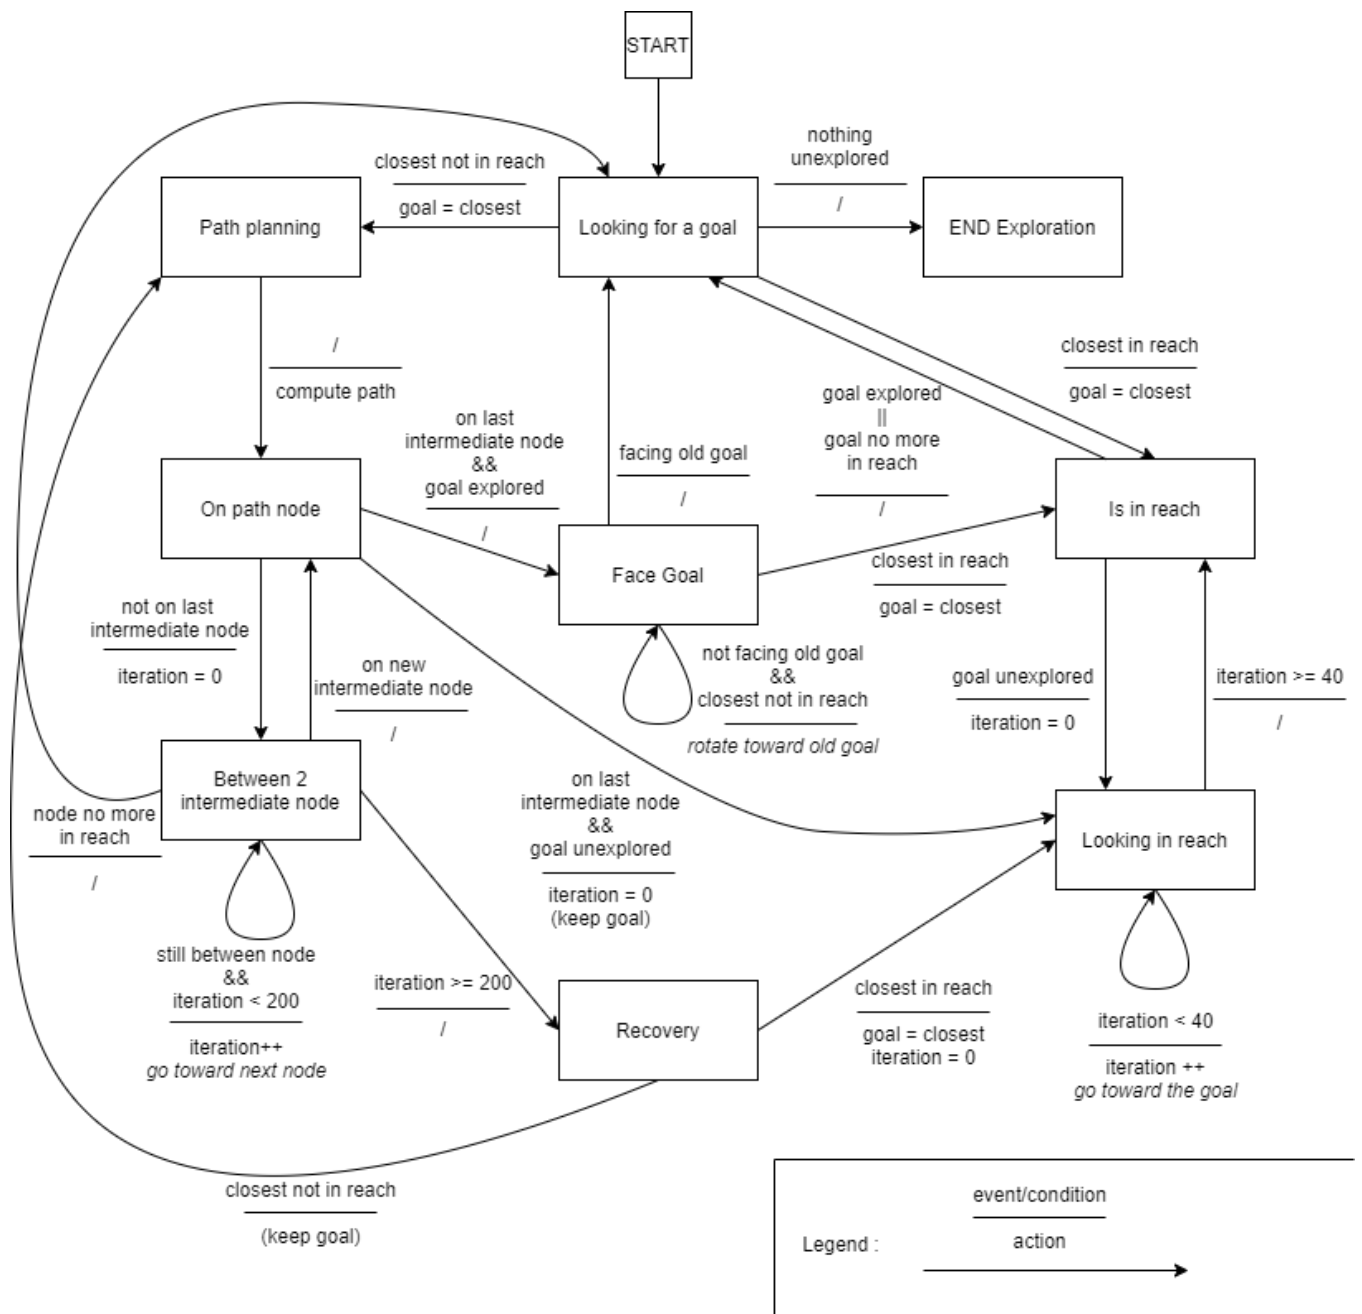 START
nothing
unexplored
/
closest not in reach
goal = closest
Path planning
Looking for a goal
END Exploration
/
compute path
closest in reach
goal = closest
on last
intermediate node
&&
goal explored
/
facing old goal
/
goal explored
||
goal no more
in reach
/
On path node
Is in reach
Face Goal
closest in reach
goal = closest
not on last
intermediate node
iteration = 0
on new
intermediate node
/
not facing old goal
&&
closest not in reach
rotate toward old goal
goal unexplored
iteration = 0
iteration >= 40
/
Between 2
intermediate node
node no more
in reach
/
on last
intermediate node
&&
goal unexplored
iteration = 0
(keep goal)
Looking in reach
still between node
&&
iteration < 200
iteration++
go toward next node
iteration >= 200
/
Recovery
closest in reach
goal = closest
iteration = 0
iteration < 40
iteration ++
go toward the goal
closest not in reach
(keep goal)
Legend :
event/condition
action